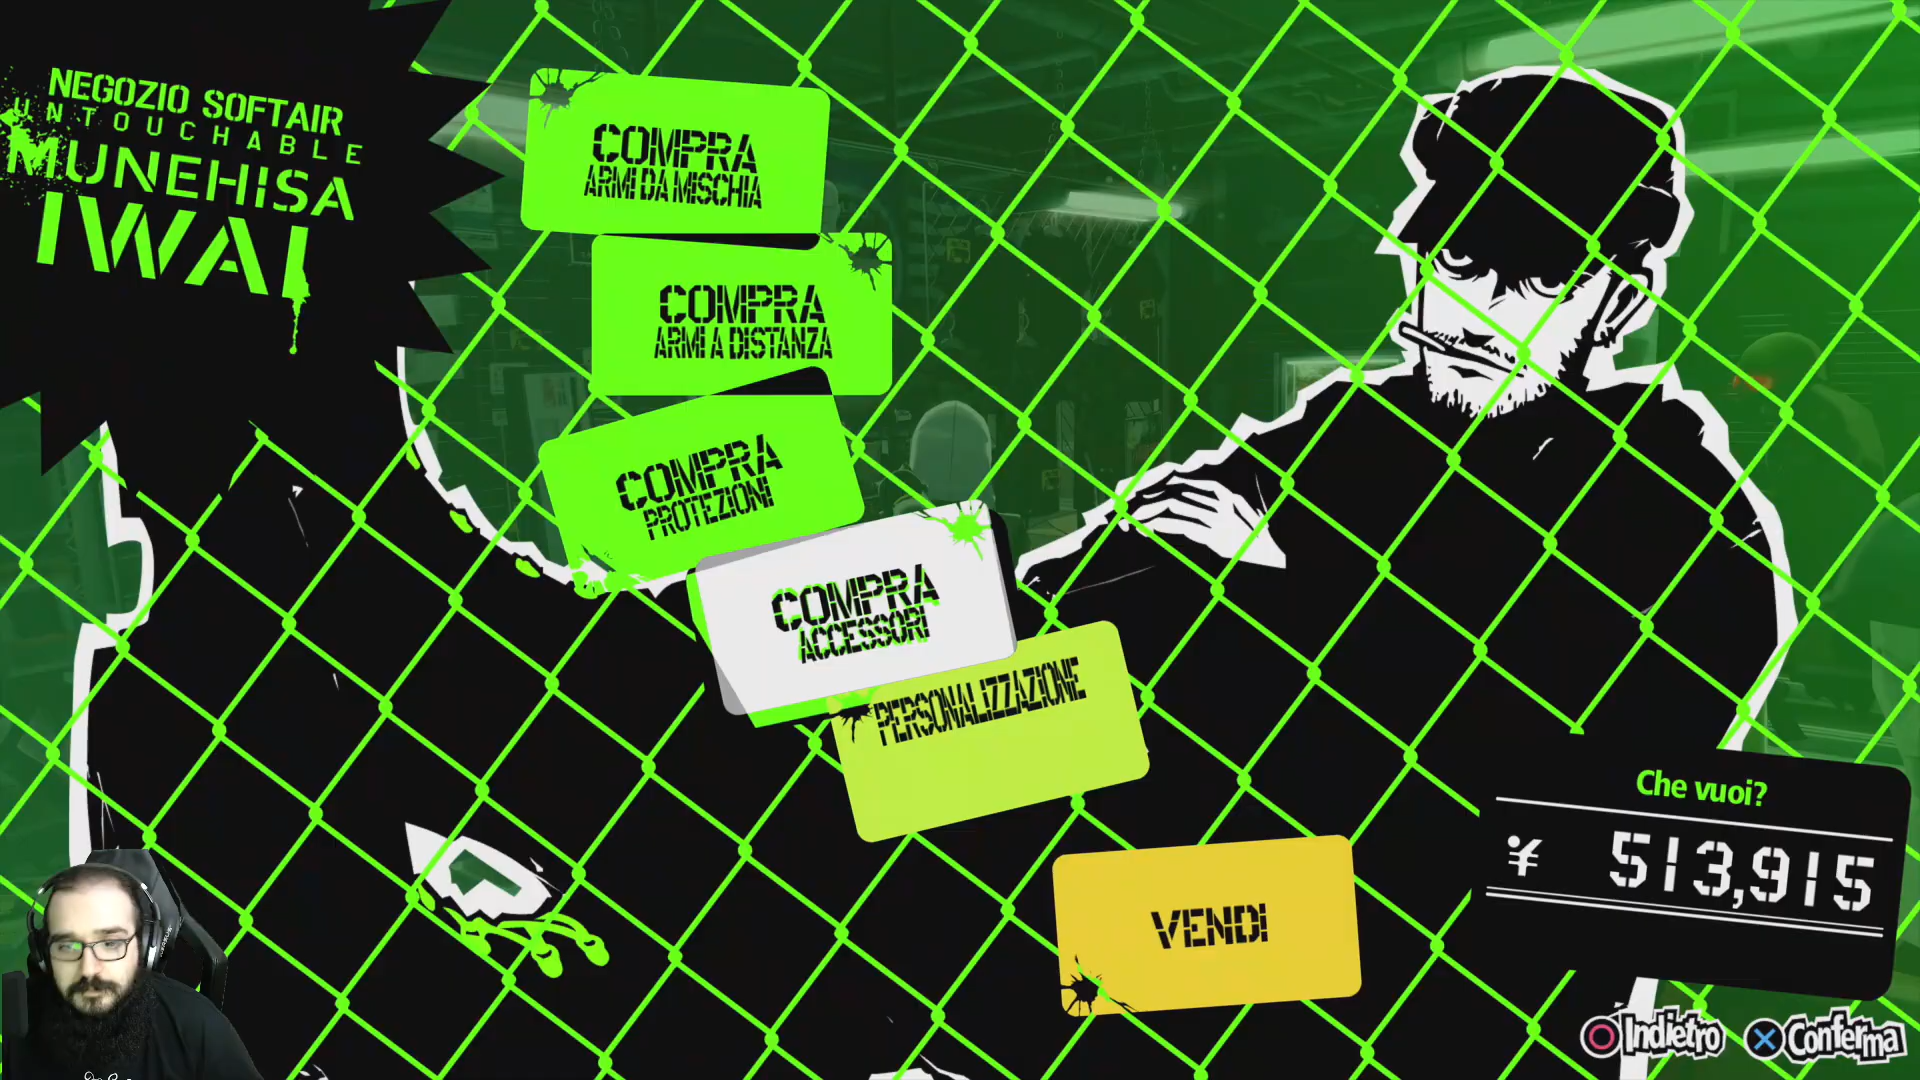 NEGOZIO SOFTAIR
UNTOUCHABLE
MUNEHISA
IWAI
COMPRA
ARMI DA MISCHIA
COMPRA
ARMI A DISTANZA
COMPRA
PROTEZIONI
COMPRA
ACCESSORI
PERSONALIZZAZIONE
VENDI
Che vuoi?
¥ 513,915
Indietro
Conferma